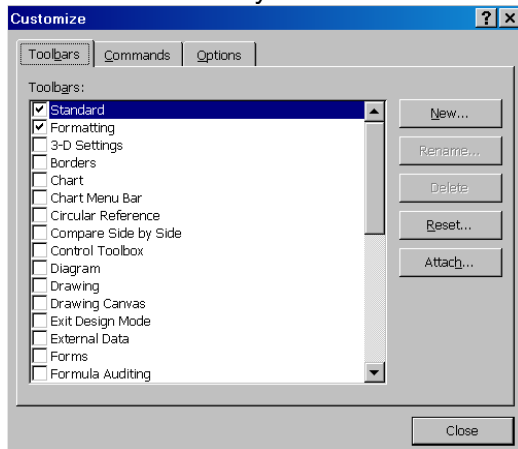 Customize
Toolbars Commands Options
Toolbars:
Standard
Formatting
3-D Settings
Borders
Chart
Chart Menu Bar
Circular Reference
Compare Side by Side
Control Toolbox
Diagram
Drawing
Drawing Canvas
Exit Design Mode
External Data
Forms
Formula Auditing
New...
Rename...
Delete
Reset...
Attach...
Close